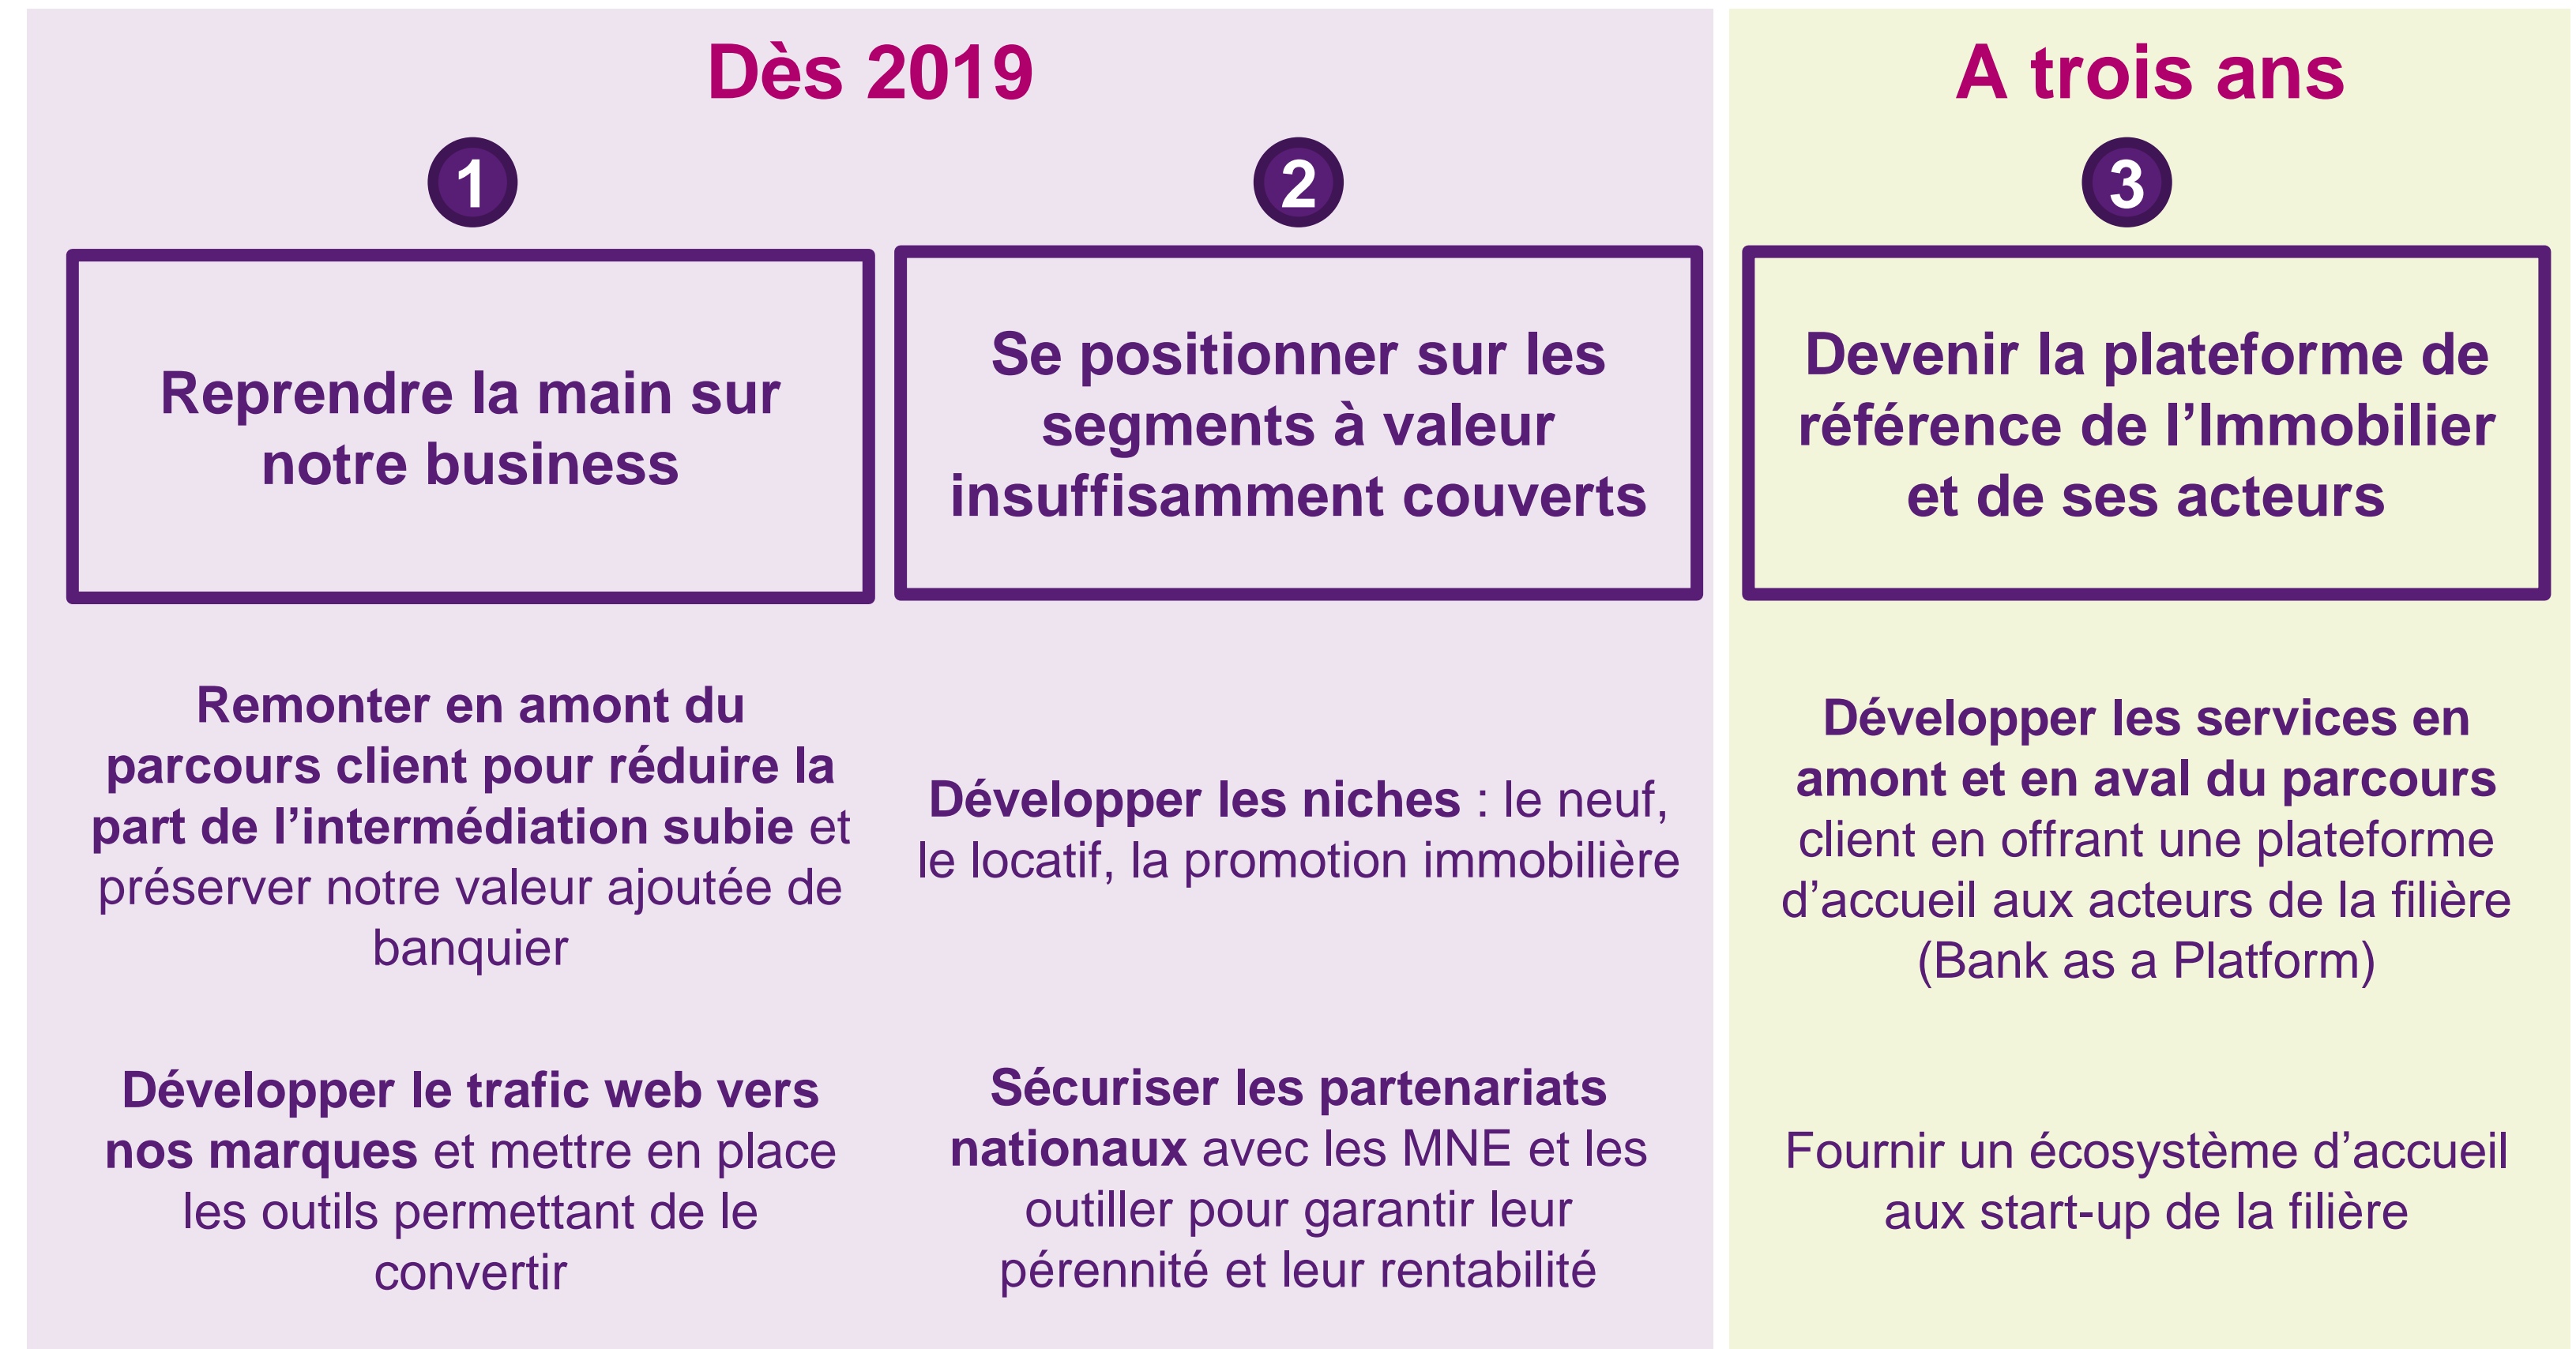 Dès 2019
1
Reprendre la main sur
notre business
Remonter en amont du
parcours client pour réduire la
part de l’intermédiation subie et
préserver notre valeur ajoutée de
banquier
Développer le trafic web vers
nos marques et mettre en place
les outils permettant de le
convertir
2
Se positionner sur les
segments à valeur
insuffisamment couverts
Développer les niches : le neuf,
le locatif, la promotion immobilière
Sécuriser les partenariats
nationaux avec les MNE et les
outiller pour garantir leur
pérennité et leur rentabilité
A trois ans
3
Devenir la plateforme de
référence de l’Immobilier
et de ses acteurs
Développer les services en
amont et en aval du parcours
client en offrant une plateforme
d’accueil aux acteurs de la filière
(Bank as a Platform)
Fournir un écosystème d’accueil
aux start-up de la filière